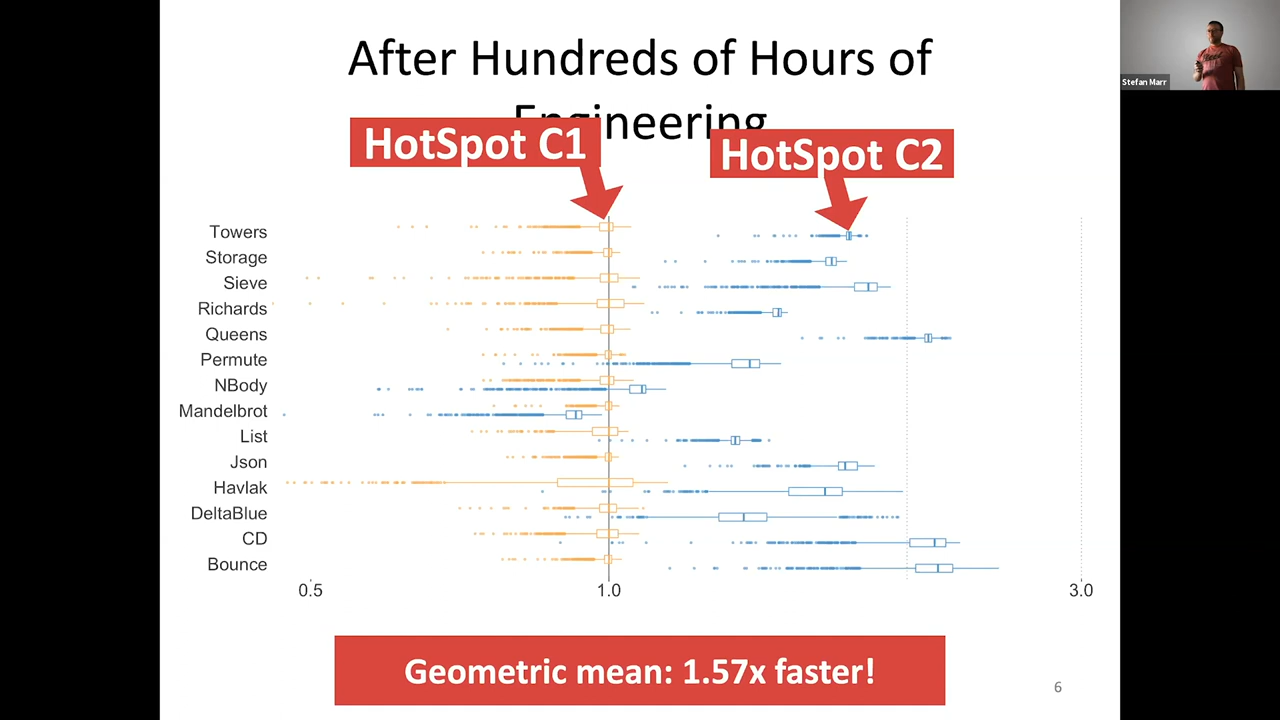 After Hundreds of Hours of
Engineering
HotSpot C1
HotSpot C2
Stefan Marr
Towers
Storage
Sieve
Richards
Queens
Permute
NBody
Mandelbrot
List
Json
Havlak
DeltaBlue
CD
Bounce
0.5
1.0
3.0
Geometric mean: 1.57x faster!
6